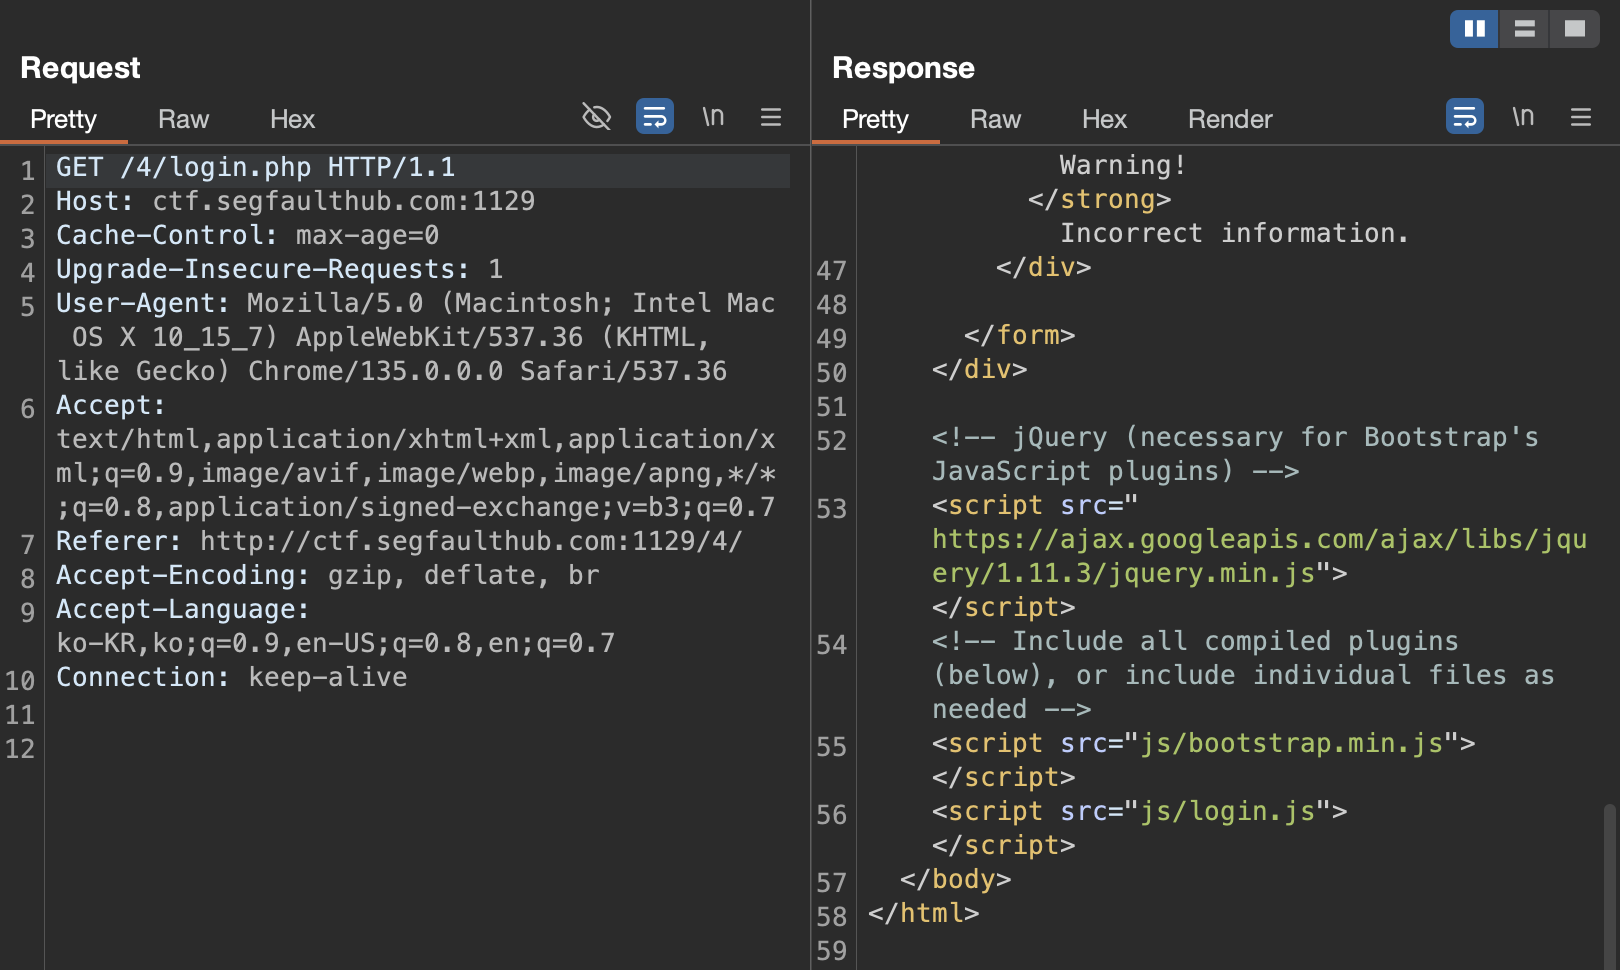 Request
Pretty Raw Hex \n
1 GET /4/login.php HTTP/1.1
2 Host: ctf.segfaulthub.com:1129
3 Cache-Control: max-age=0
4 Upgrade-Insecure-Requests: 1
5 User-Agent: Mozilla/5.0 (Macintosh; Intel Mac
OS X 10_15_7) AppleWebKit/537.36 (KHTML,
like Gecko) Chrome/135.0.0.0 Safari/537.36
6 Accept:
text/html,application/xhtml+xml,application/x
ml;q=0.9,image/avif,image/webp,image/apng,*/*
;q=0.8,application/signed-exchange;v=b3;q=0.7
7 Referer: http://ctf.segfaulthub.com:1129/4/
8 Accept-Encoding: gzip, deflate, br
9 Accept-Language:
ko-KR,ko;q=0.9,en-US;q=0.8,en;q=0.7
10 Connection: keep-alive
11
12
Response
Pretty Raw Hex Render \n
Warning!
</strong>
Incorrect information.
47 </div>
48
49 </form>
50 </div>
51
52 <!-- jQuery (necessary for Bootstrap's
JavaScript plugins) -->
53 <script src="
https://ajax.googleapis.com/ajax/libs/jqu
ery/1.11.3/jquery.min.js">
</script>
54 <!-- Include all compiled plugins
(below), or include individual files as
needed -->
55 <script src="js/bootstrap.min.js">
</script>
56 <script src="js/login.js">
</script>
57 </body>
58 </html>
59